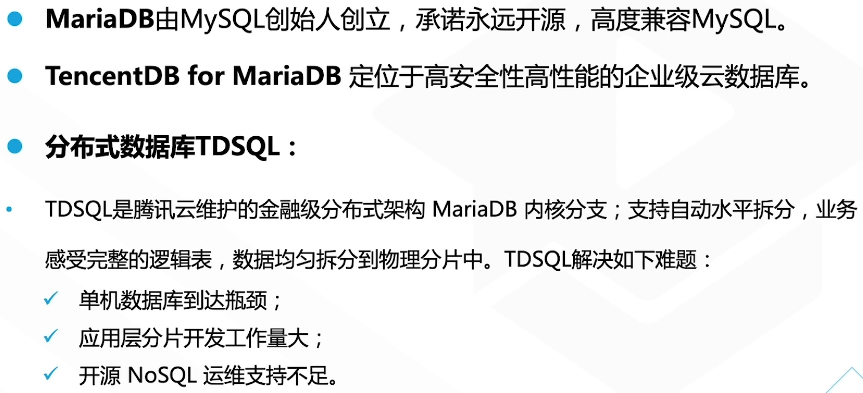 MariaDB由MySQL创始人创立，承诺永远开源，高度兼容MySQL。
TencentDB for MariaDB 定位于高安全性高性能的企业级云数据库。
分布式数据库TDSQL：
TDSQL是腾讯云维护的金融级分布式架构 MariaDB 内核分支；支持自动水平拆分，业务
感受完整的逻辑表，数据均匀拆分到物理分片中。TDSQL解决如下难题：
单机数据库到达瓶颈；
应用层分片开发工作量大；
开源 NoSQL 运维支持不足。